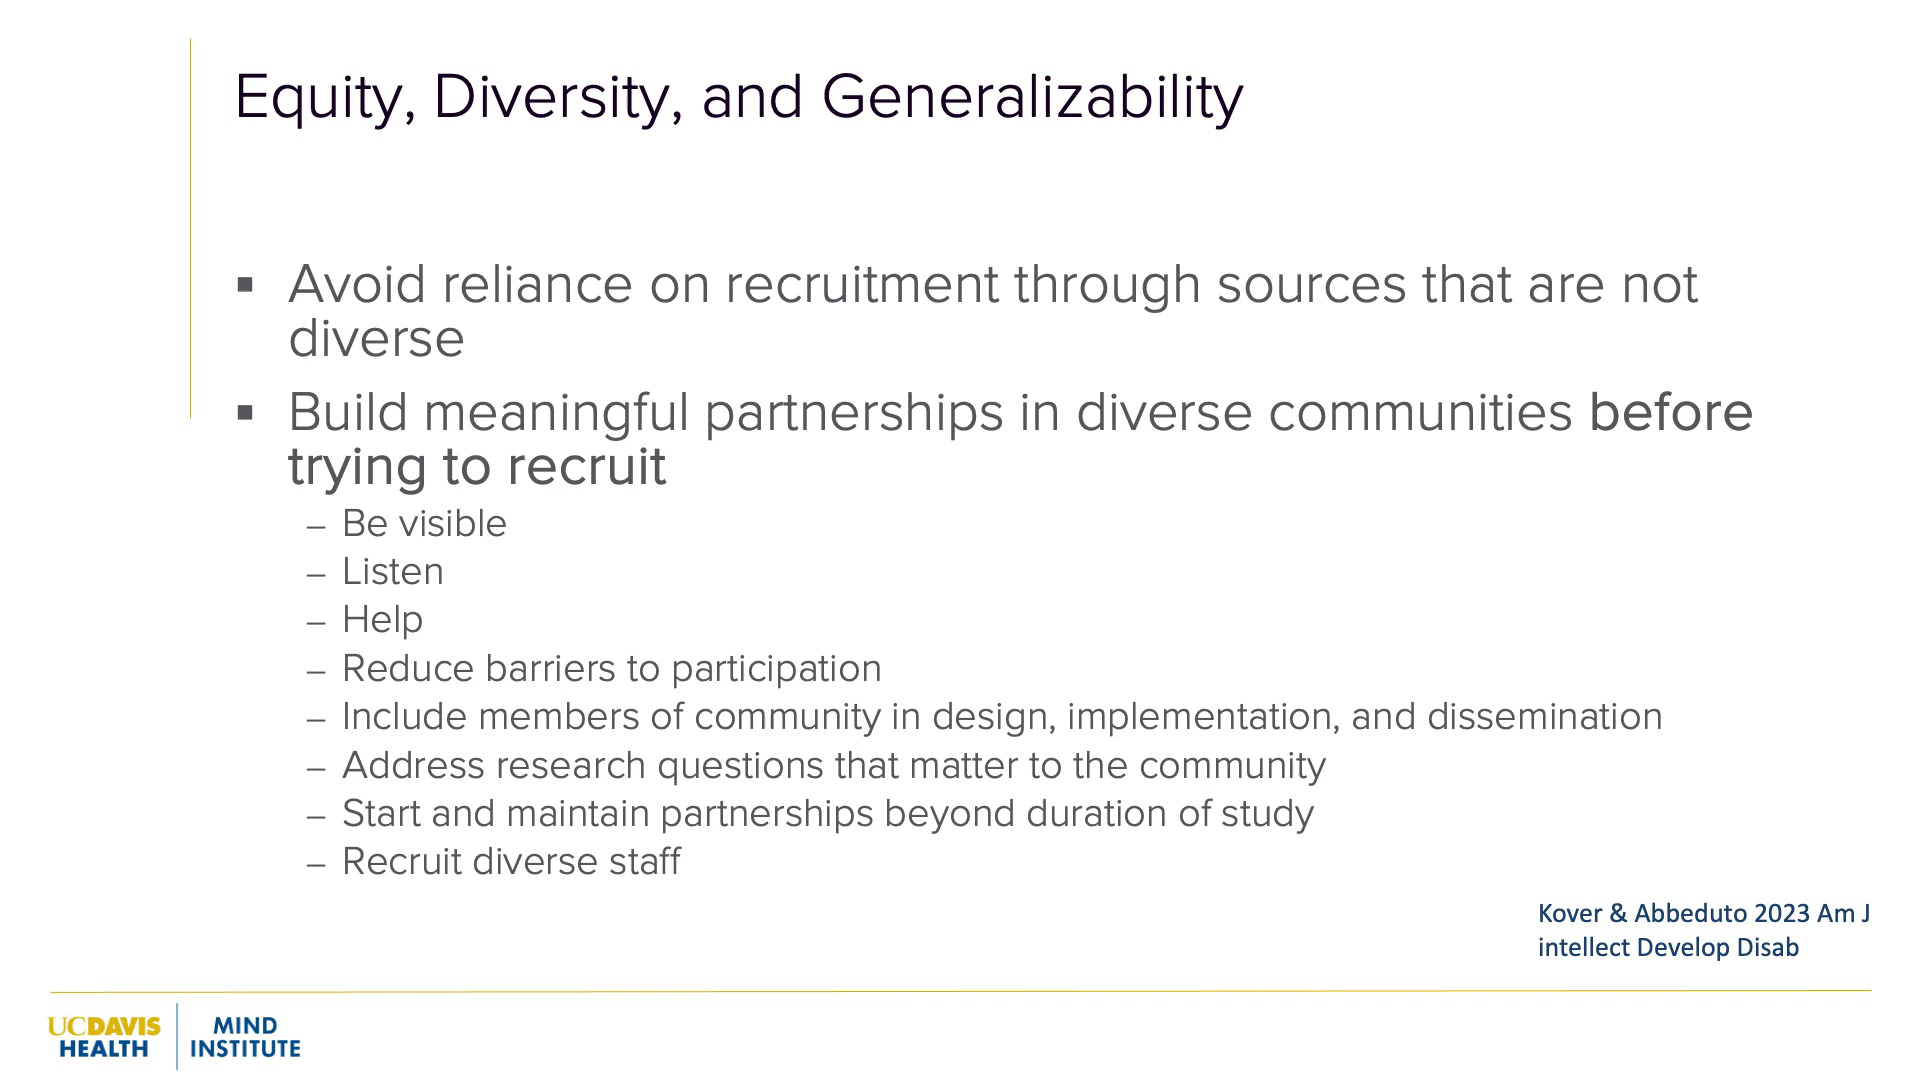 Equity, Diversity, and Generalizability
▪ Avoid reliance on recruitment through sources that are not
diverse
▪ Build meaningful partnerships in diverse communities before
trying to recruit
– Be visible
– Listen
– Help
– Reduce barriers to participation
– Include members of community in design, implementation, and dissemination
– Address research questions that matter to the community
– Start and maintain partnerships beyond duration of study
– Recruit diverse staff
Kover & Abbeduto 2023 Am J
intellect Develop Disab
UCDAVIS
HEALTH
MIND
INSTITUTE